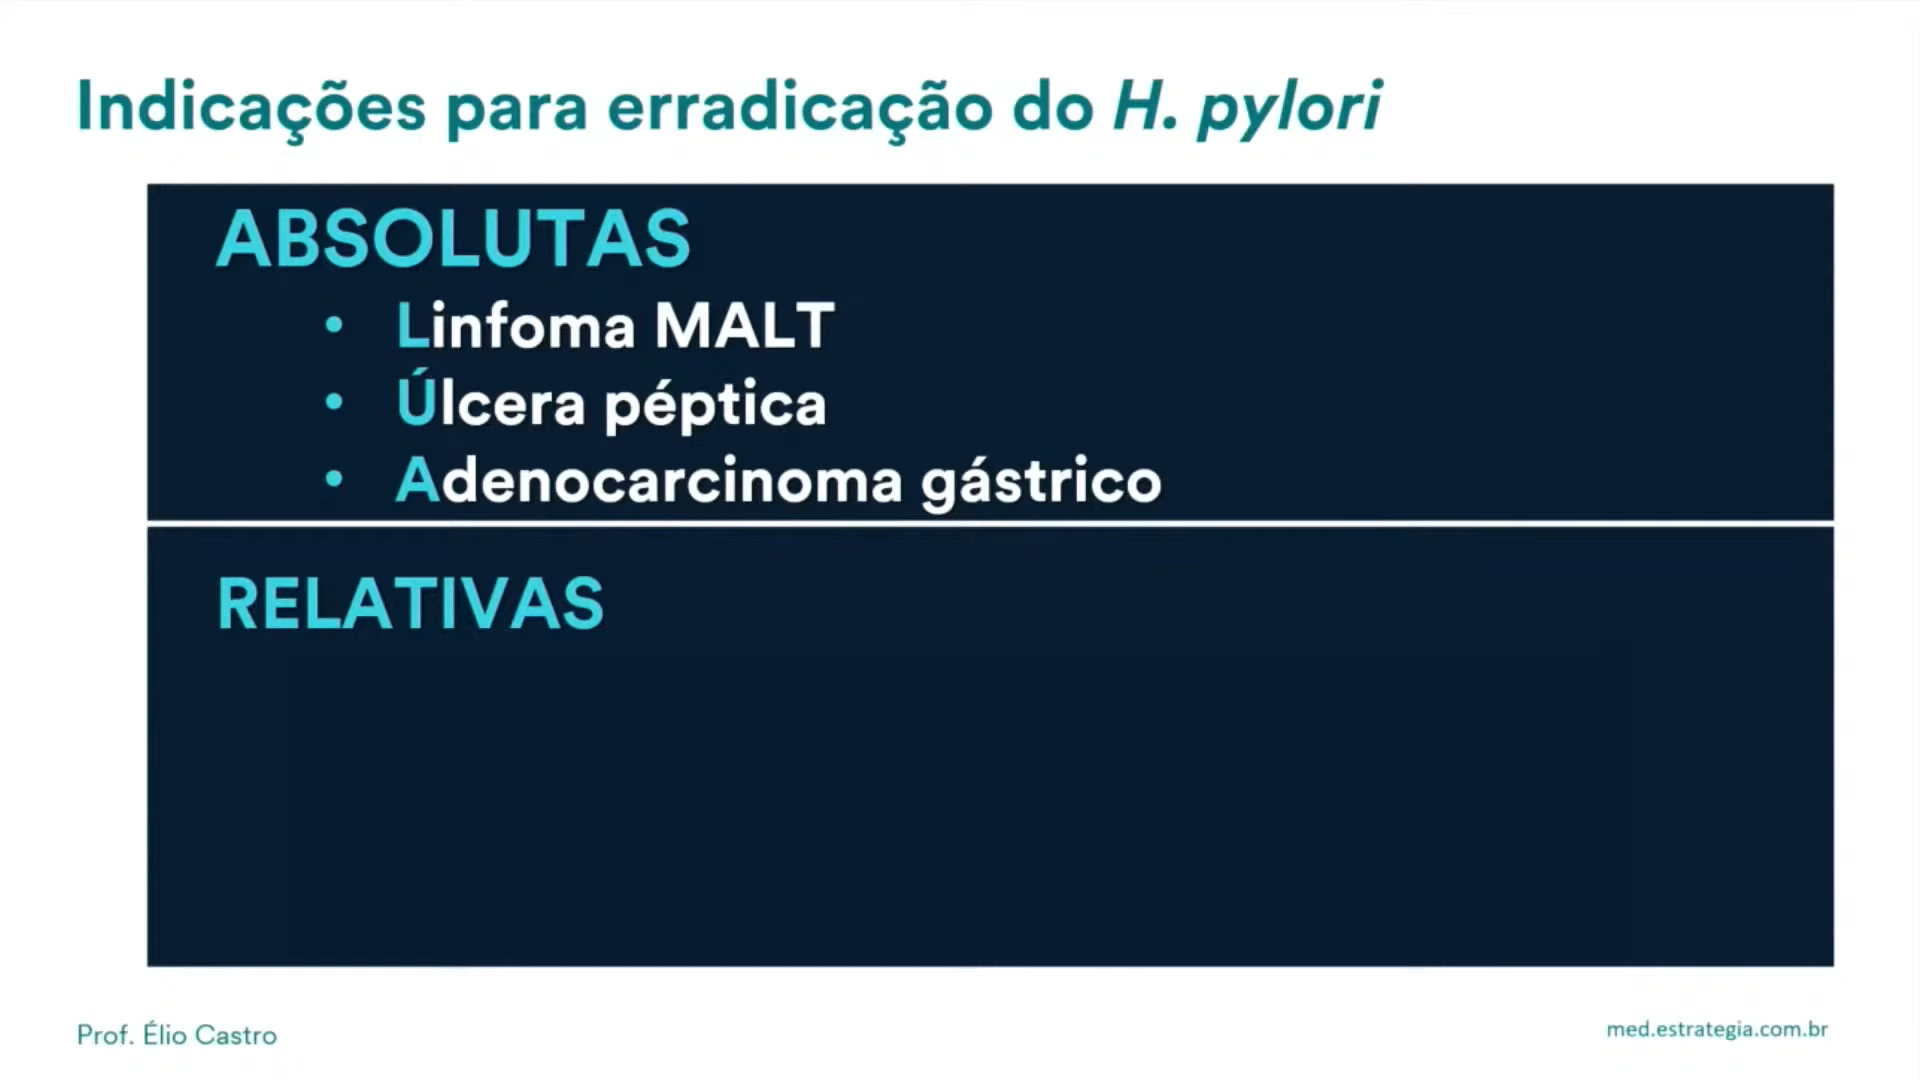 Indicações para erradicação do H. pylori
ABSOLUTAS
• Linfoma MALT
• Úlcera péptica
• Adenocarcinoma gástrico
RELATIVAS
Prof. Élio Castro
med.estrategia.com.br